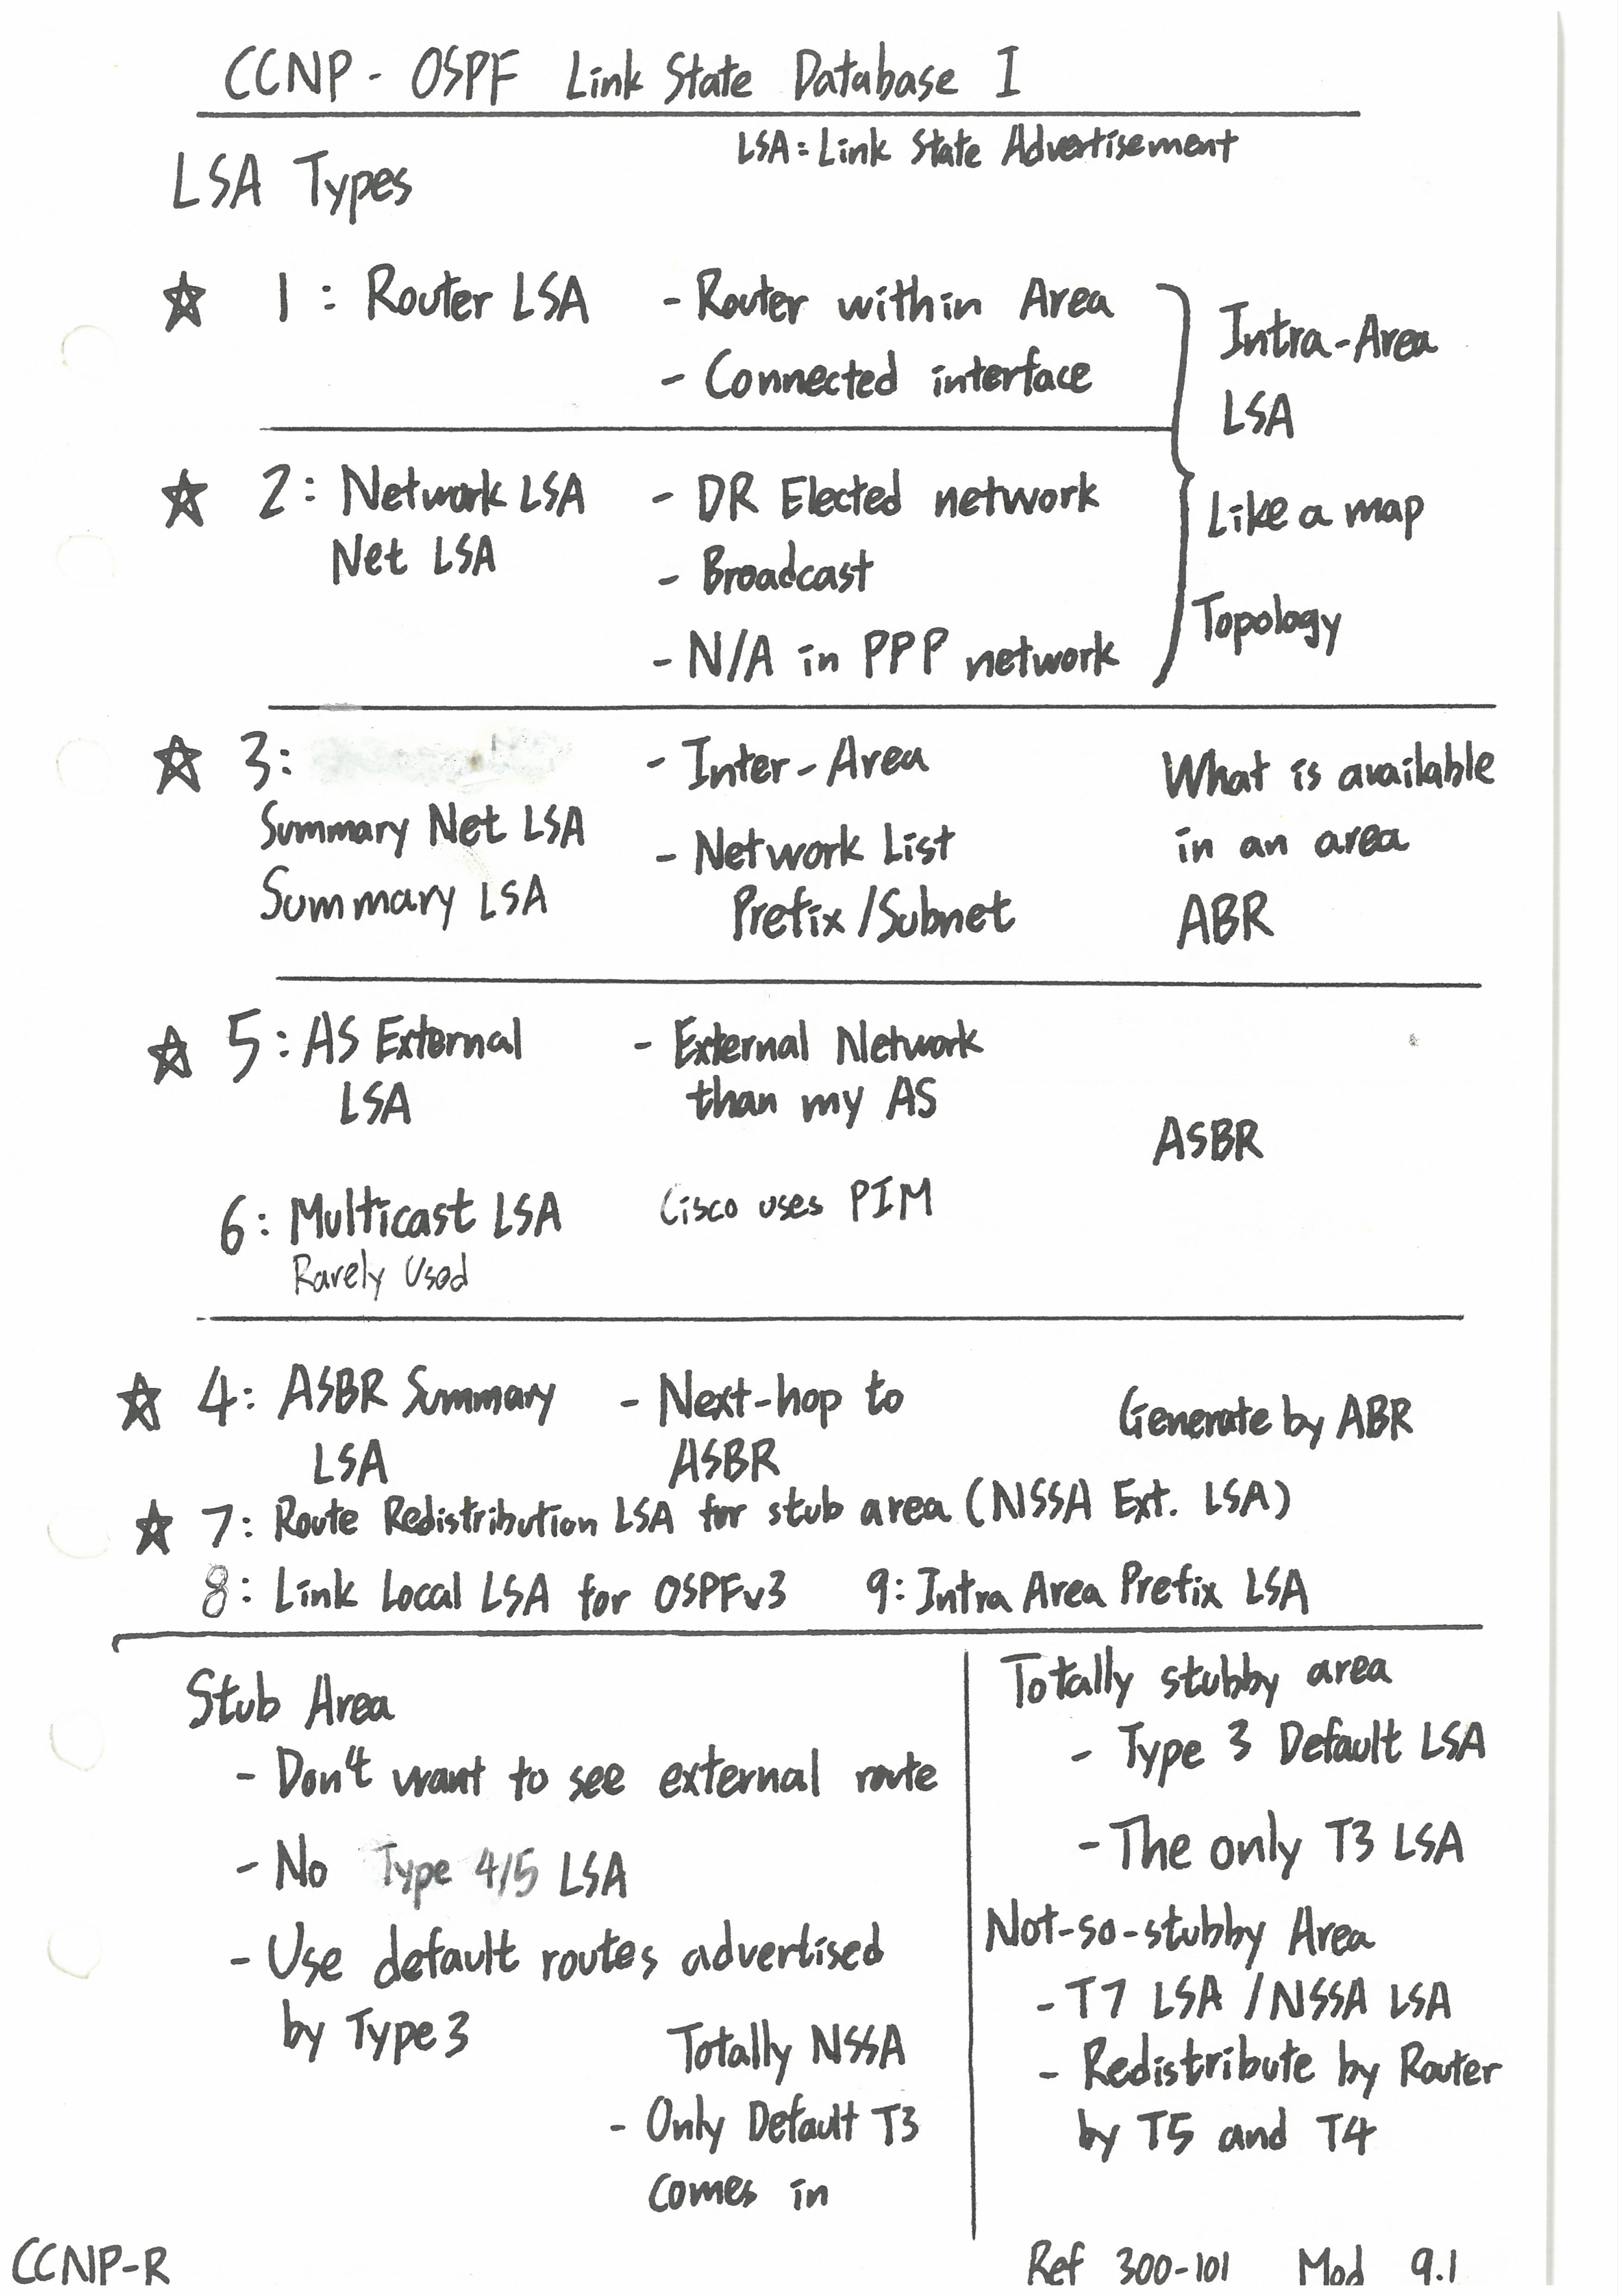 CCNP - OSPF Link State Database I
LSA = Link State Advertisement
LSA Types
☆ 1 : Router LSA
- Router within Area
- Connected interface
☆ 2 : Network LSA
Net LSA
- DR Elected network
- Broadcast
- N/A in PPP network
Intra-Area
LSA
Like a map
Topology
☆ 3:
Summary Net LSA
Summary LSA
- Inter-Area
- Network List
Prefix/Subnet
What is available
in an area
ABR
☆ 5: AS External
LSA
- External Network
than my AS
ASBR
6: Multicast LSA
Rarely Used
Cisco uses PIM
☆ 4: ASBR Summary
LSA
- Next-hop to
ASBR
Generate by ABR
☆ 7: Route Redistribution LSA for stub area (NSSA Ext. LSA)
8: Link Local LSA for OSPFv3 9: Intra Area Prefix LSA
Stub Area
- Don't want to see external route
- No Type 4/5 LSA
- Use default routes advertised
by Type 3
Totally NSSA
- Only Default T3
comes in
Totally stubby area
- Type 3 Default LSA
- The only T3 LSA
Not-so-stubby Area
- T7 LSA / NSSA LSA
- Redistribute by Router
by T5 and T4
CCNP-R
Ref 300-101 Mod 9.1